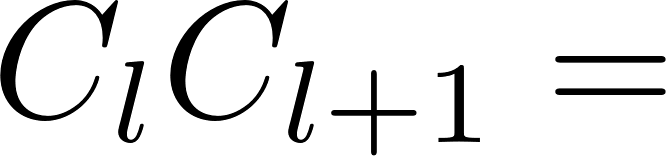 $C_l C_{l+1} =$